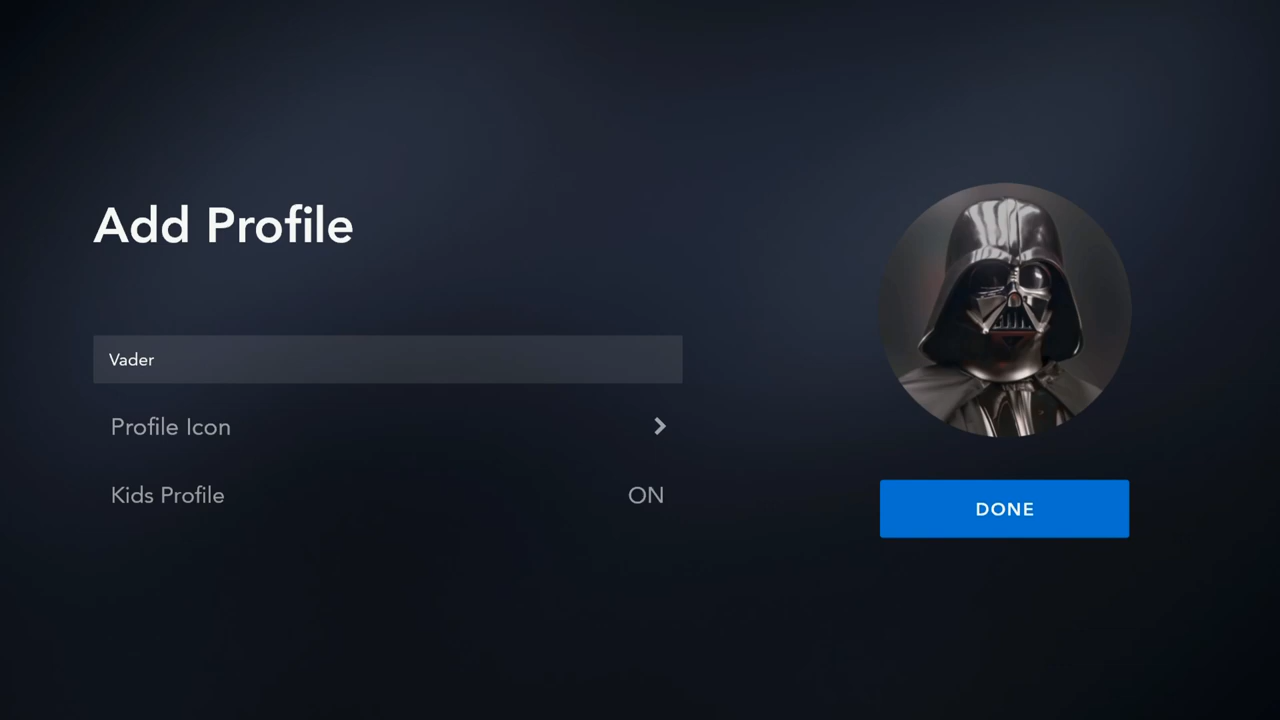 Add Profile
Vader
Profile Icon
Kids Profile ON
DONE